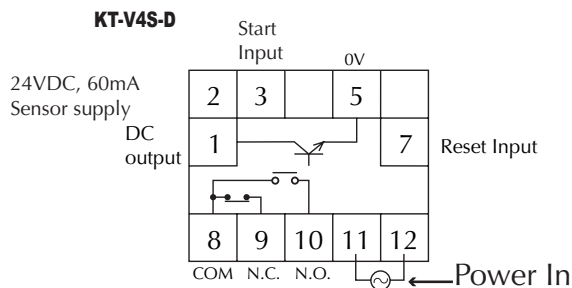 KT-V4S-D
Start
Input
0V
24VDC, 60mA
Sensor supply
2 3 5
DC
output
1 7
Reset Input
8 9 10 11 12
COM N.C. N.O.
Power In